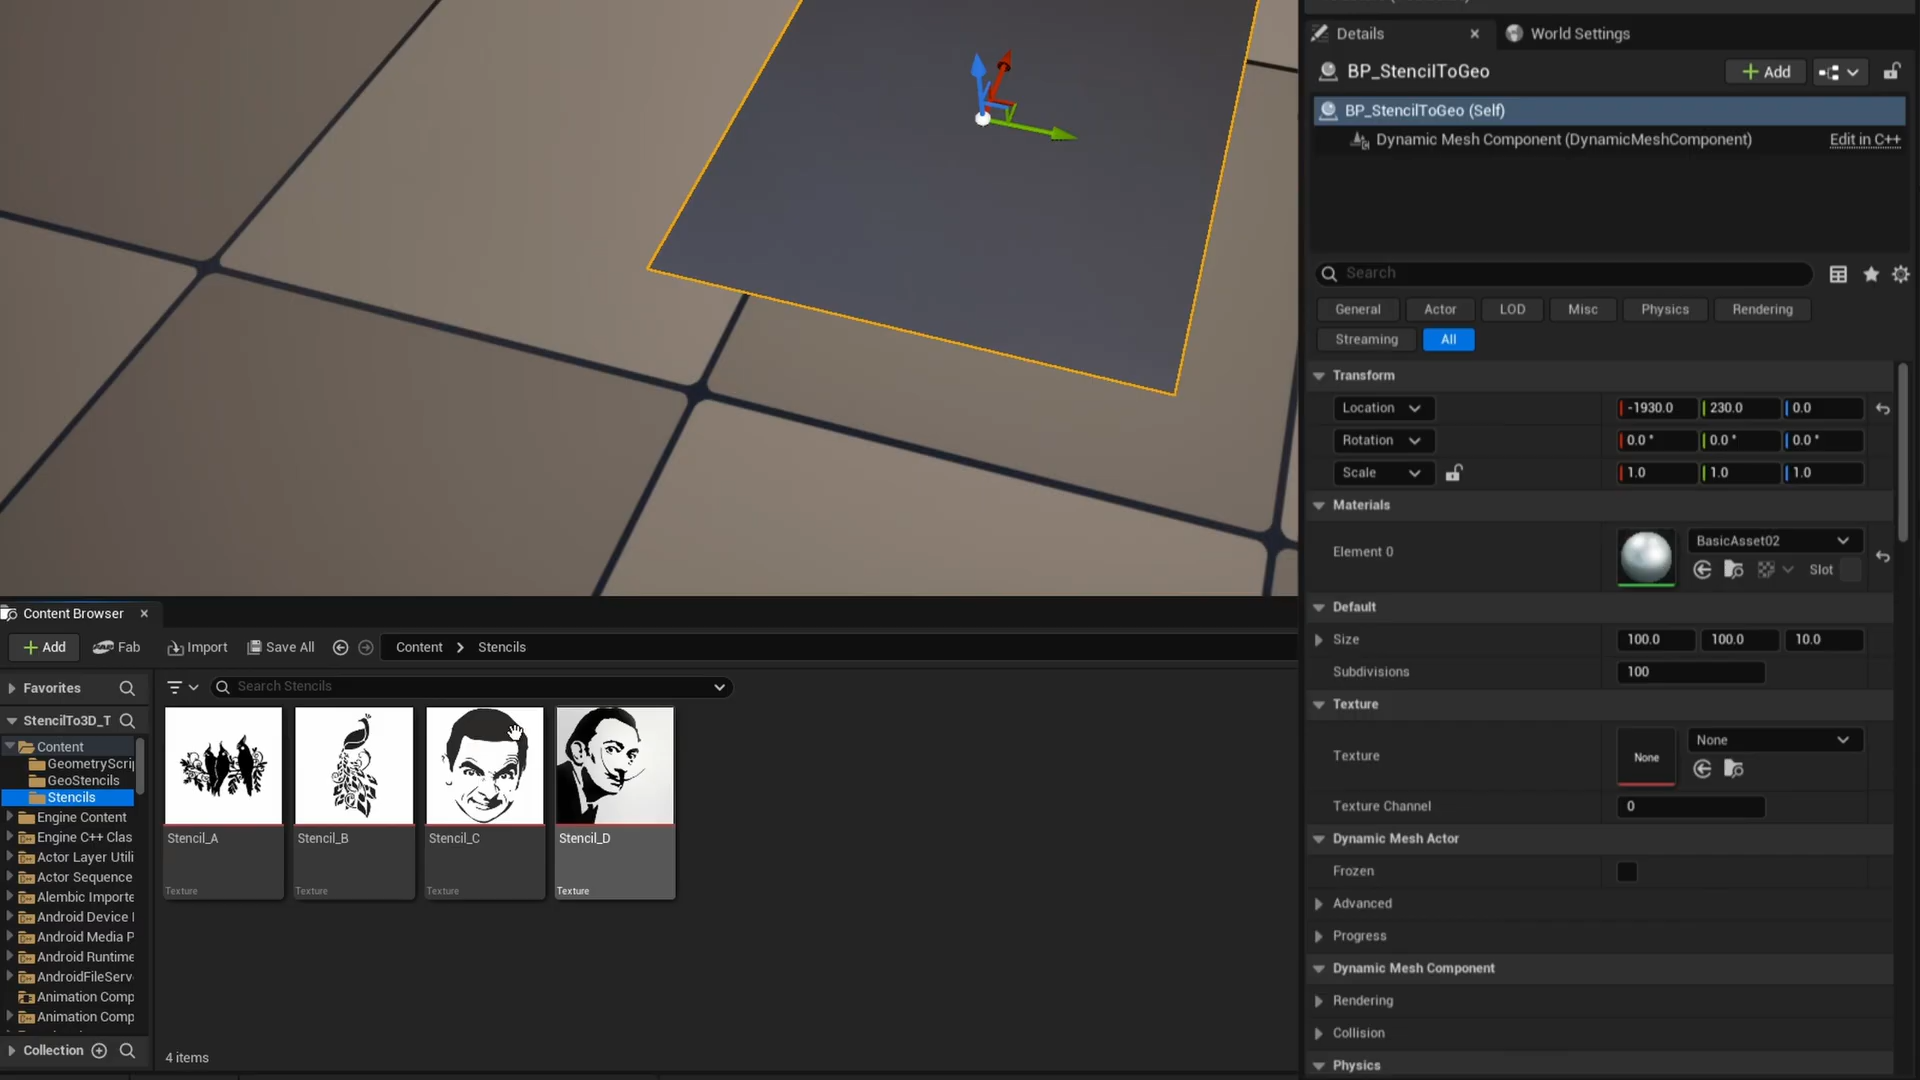 Details
World Settings
BP_StencilToGeo
Add
BP_StencilToGeo (Self)
Dynamic Mesh Component (DynamicMeshComponent)
Edit in C++
Search
General
Actor
LOD
Misc
Physics
Rendering
Streaming
All
Transform
Location
-1930.0
230.0
0.0
Rotation
0.0 °
0.0 °
0.0 °
Scale
1.0
1.0
1.0
Materials
Element 0
BasicAsset02
Slot
Default
Size
100.0
100.0
10.0
Subdivisions
100
Texture
Texture
None
None
Texture Channel
0
Dynamic Mesh Actor
Frozen
Advanced
Progress
Dynamic Mesh Component
Rendering
Collision
Physics
Content Browser
Add
Fab
Import
Save All
Content
Stencils
Favorites
Search Stencils
StencilTo3D_T
Content
GeometryScrip
GeoStencils
Stencils
Engine Content
Engine C++ Clas
Actor Layer Utili
Actor Sequence
Alembic Importe
Android Device
Android Media P
Android Runtime
AndroidFileServ
Animation Comp
Animation Comp
Collection
Stencil_A
Texture
Stencil_B
Texture
Stencil_C
Texture
Stencil_D
Texture
4 items